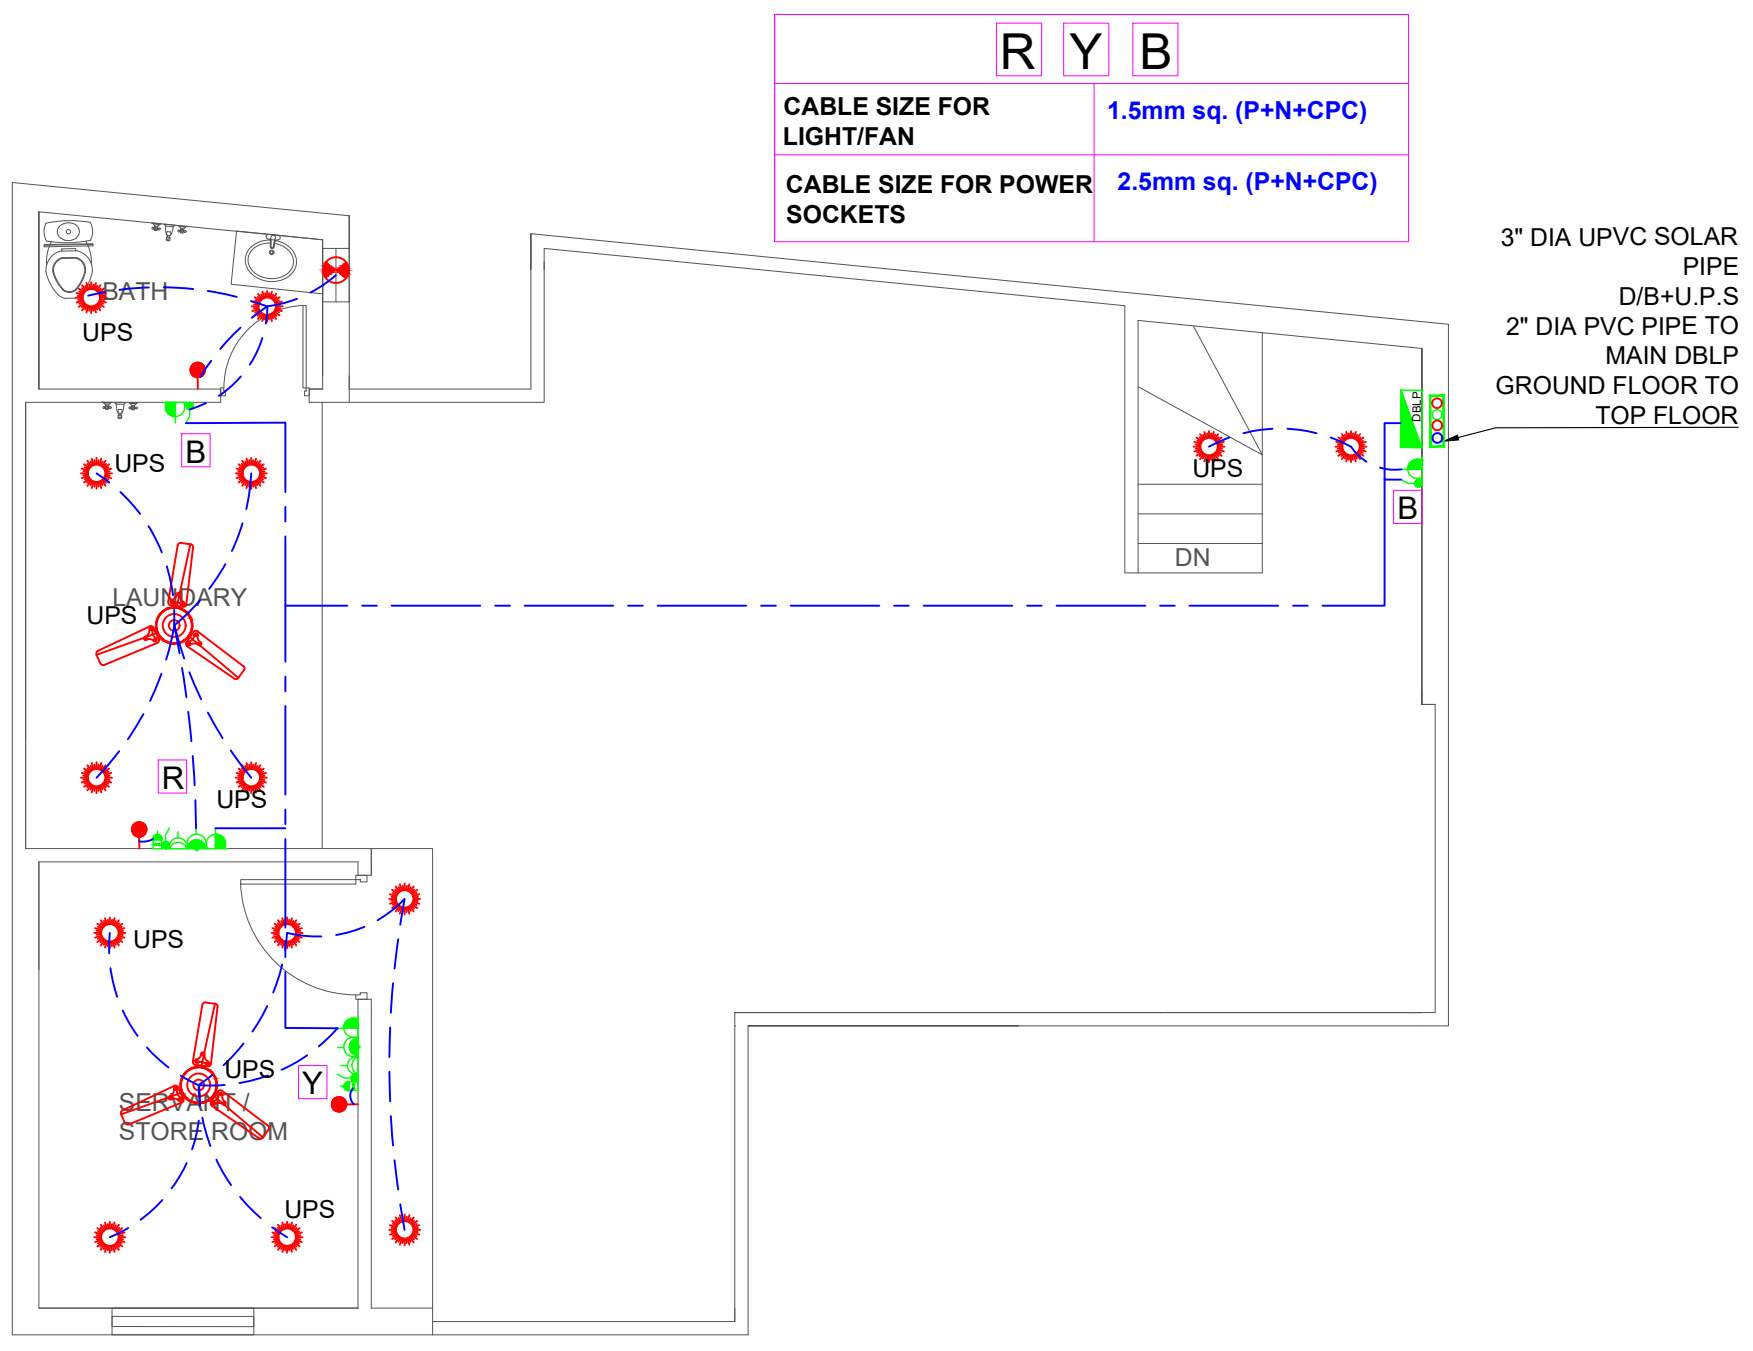 R Y B
CABLE SIZE FOR
LIGHT/FAN
1.5mm sq. (P+N+CPC)
CABLE SIZE FOR POWER
SOCKETS
2.5mm sq. (P+N+CPC)
3" DIA UPVC SOLAR
PIPE
D/B+U.P.S
2" DIA PVC PIPE TO
MAIN DBLP
GROUND FLOOR TO
TOP FLOOR
BATH
UPS
DBLP
B
UPS
UPS
B
DN
LAUNDARY
UPS
R
UPS
UPS
UPS
Y
SERVANT /
STORE ROOM
UPS